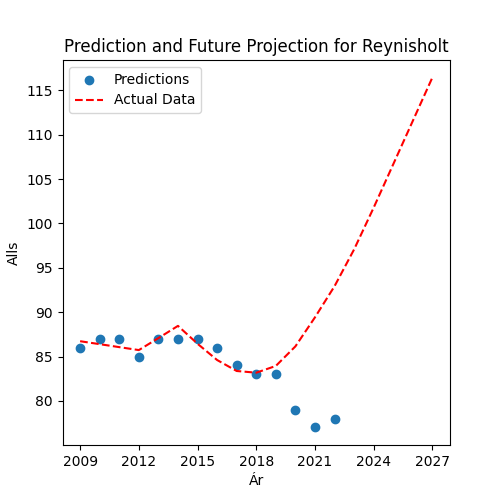 Prediction and Future Projection for Reynisholt
Predictions
Actual Data
115
110
105
100
95
90
85
80
Alls
2009 2012 2015 2018 2021 2024 2027
Ár